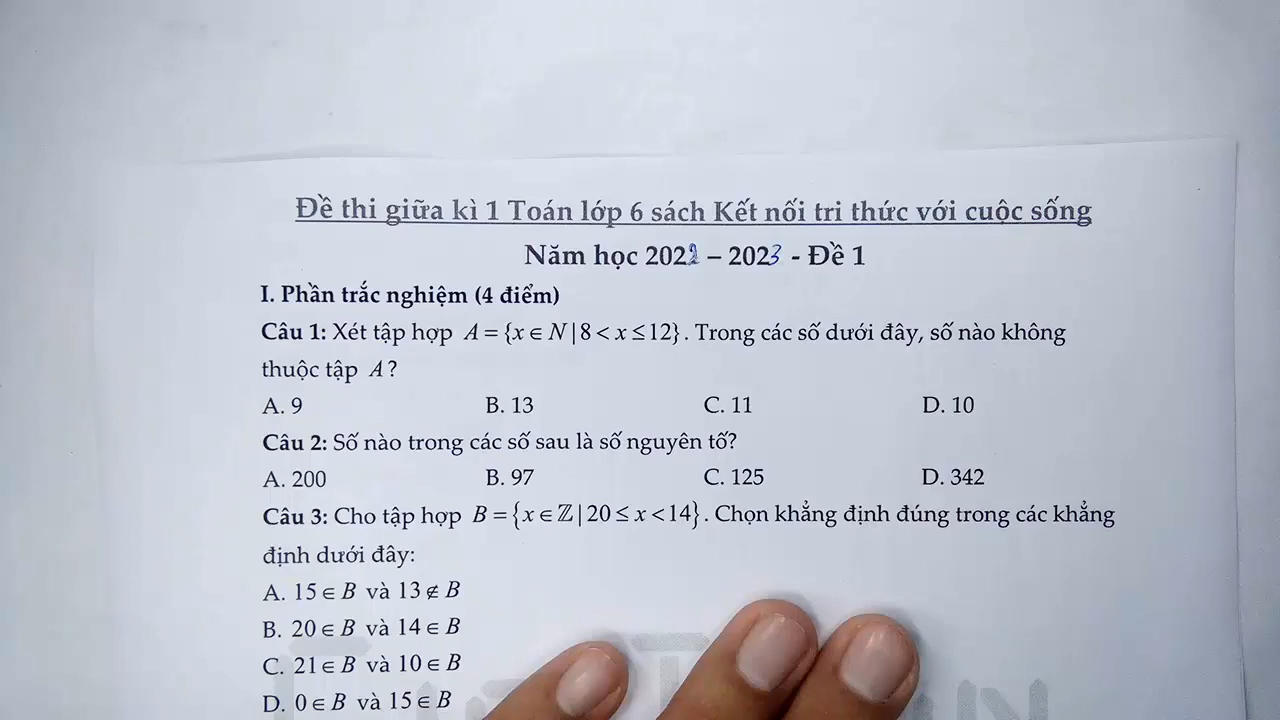 Đề thi giữa kì 1 Toán lớp 6 sách Kết nối tri thức với cuộc sống
Năm học 2022 – 2023 - Đề 1
I. Phần trắc nghiệm (4 điểm)
Câu 1: Xét tập hợp A = {x ∈ N | 8 < x ≤ 12}. Trong các số dưới đây, số nào không
thuộc tập A?
A. 9 B. 13 C. 11 D. 10
Câu 2: Số nào trong các số sau là số nguyên tố?
A. 200 B. 97 C. 125 D. 342
Câu 3: Cho tập hợp B = {x ∈ ℤ | 20 ≤ x < 14}. Chọn khẳng định đúng trong các khẳng
định dưới đây:
A. 15 ∈ B và 13 ∉ B
B. 20 ∈ B và 14 ∈ B
C. 21 ∈ B và 10 ∈ B
D. 0 ∈ B và 15 ∈ B